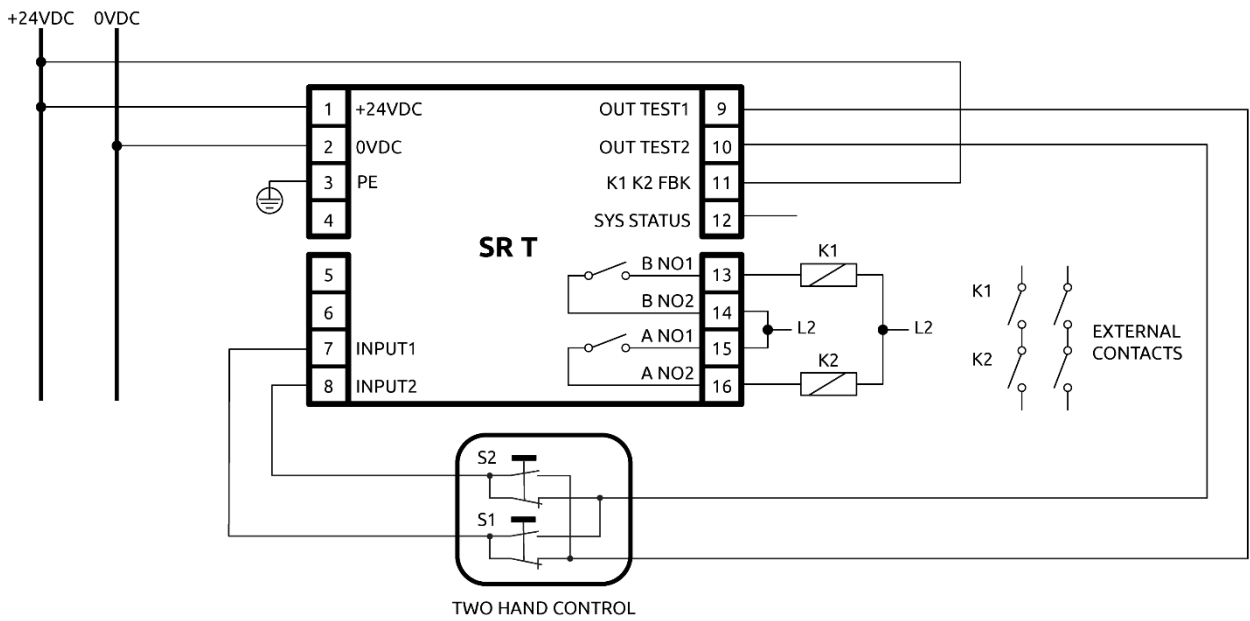 +24VDC 0VDC
1 +24VDC OUT TEST1 9
2 0VDC OUT TEST2 10
3 PE K1 K2 FBK 11
4 SYS STATUS 12
SR T
K1
5 B NO1 13
6 B NO2 14
L2 L2
7 INPUT1 A NO1 15
K2
8 INPUT2 A NO2 16
K1
EXTERNAL
K2 CONTACTS
S2
S1
TWO HAND CONTROL